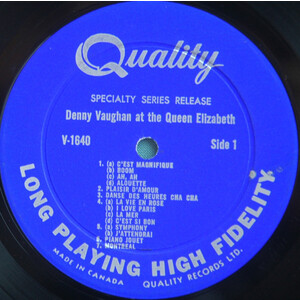 Quality
SPECIALTY SERIES RELEASE
Denny Vaughan at the Queen Elizabeth
V-1640 Side 1
1. (a) C'EST MAGNIFIQUE
(b) BOOM
(c) AH, AH
(d) ALOUETTE
2. PLAISIR D'AMOUR
3. DANSE DES HEURES CHA CHA
4. (a) LA VIE EN ROSE
(b) I LOVE PARIS
(c) LA MER
(d) C'EST SI BON
5. (a) SYMPHONY
(b) J'ATTENDRAI
6. PIANO JOUET
7. MONTREAL
LONG PLAYING HIGH FIDELITY
MADE IN CANADA QUALITY RECORDS LTD.